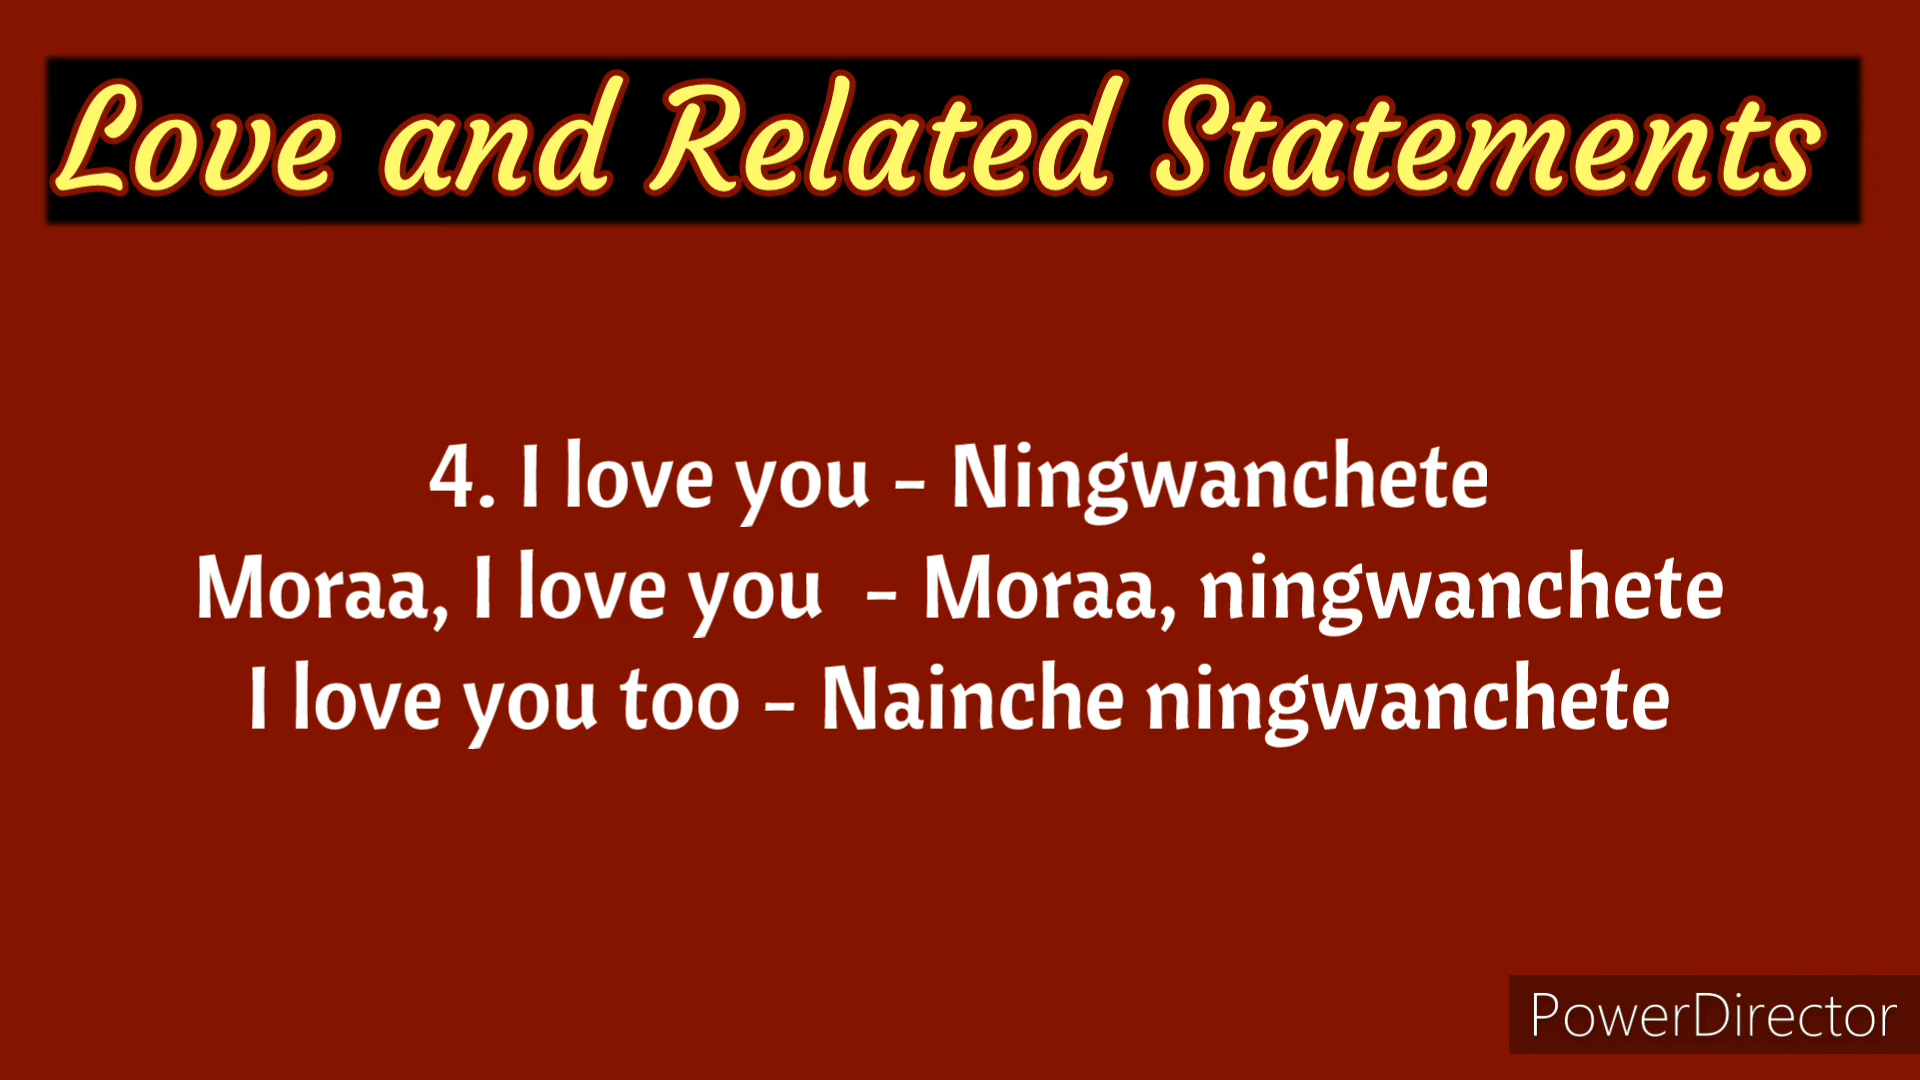 Love and Related Statements
4. I love you - Ningwanchete
Moraa, I love you - Moraa, ningwanchete
I love you too - Nainche ningwanchete
PowerDirector